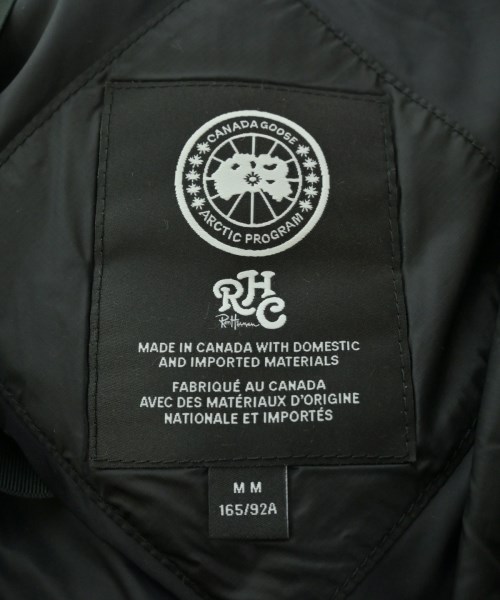 CANADA GOOSE
ARCTIC PROGRAM
RHC
Ron Herman
MADE IN CANADA WITH DOMESTIC
AND IMPORTED MATERIALS
FABRIQUÉ AU CANADA
AVEC DES MATÉRIAUX D'ORIGINE
NATIONALE ET IMPORTÉS
M M
165/92A